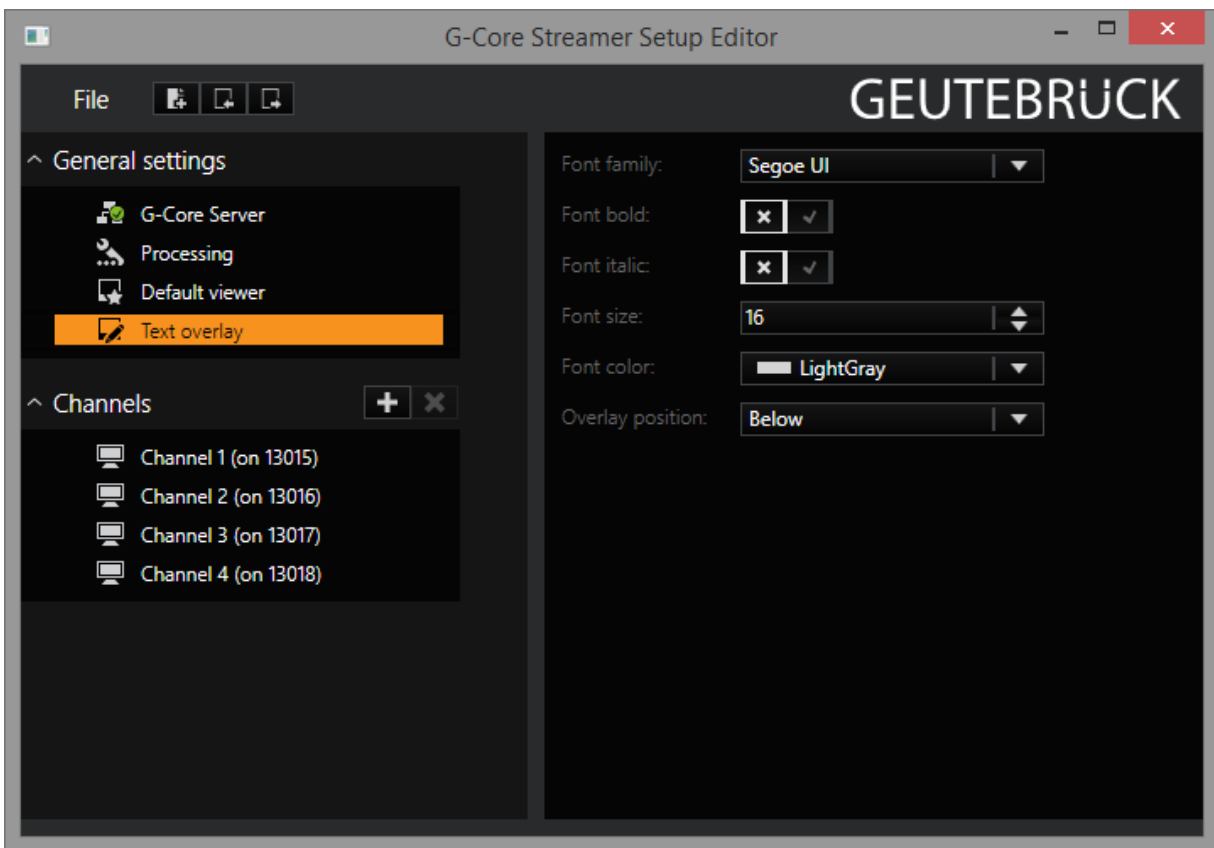 G-Core Streamer Setup Editor
File
GEUTEBRÜCK
General settings
G-Core Server
Processing
Default viewer
Text overlay
Channels
Channel 1 (on 13015)
Channel 2 (on 13016)
Channel 3 (on 13017)
Channel 4 (on 13018)
Font family: Segoe UI
Font bold:
Font italic:
Font size: 16
Font color: LightGray
Overlay position: Below